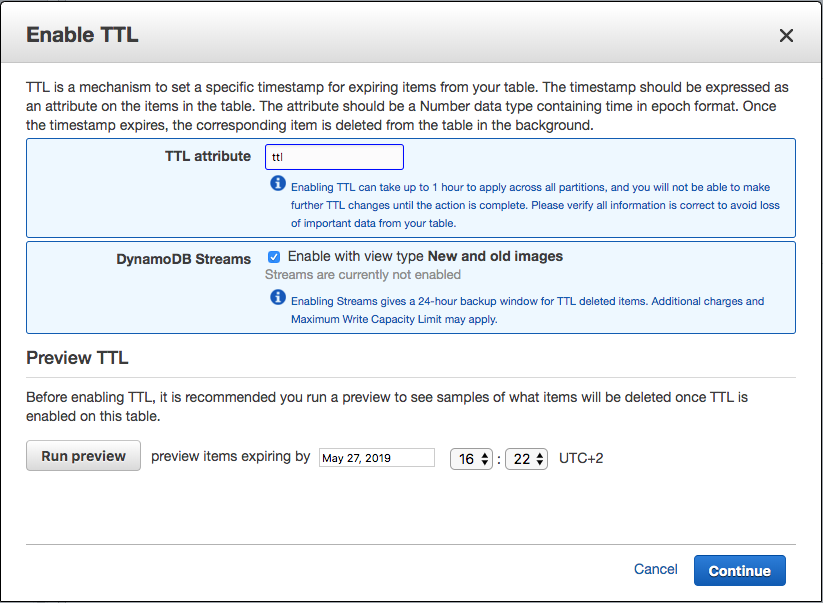 Enable TTL
TTL is a mechanism to set a specific timestamp for expiring items from your table. The timestamp should be expressed as
an attribute on the items in the table. The attribute should be a Number data type containing time in epoch format. Once
the timestamp expires, the corresponding item is deleted from the table in the background.
TTL attribute ttl
Enabling TTL can take up to 1 hour to apply across all partitions, and you will not be able to make
further TTL changes until the action is complete. Please verify all information is correct to avoid loss
of important data from your table.
DynamoDB Streams Enable with view type New and old images
Streams are currently not enabled
Enabling Streams gives a 24-hour backup window for TTL deleted items. Additional charges and
Maximum Write Capacity Limit may apply.
Preview TTL
Before enabling TTL, it is recommended you run a preview to see samples of what items will be deleted once TTL is
enabled on this table.
Run preview preview items expiring by May 27, 2019 16 : 22 UTC+2
Cancel Continue